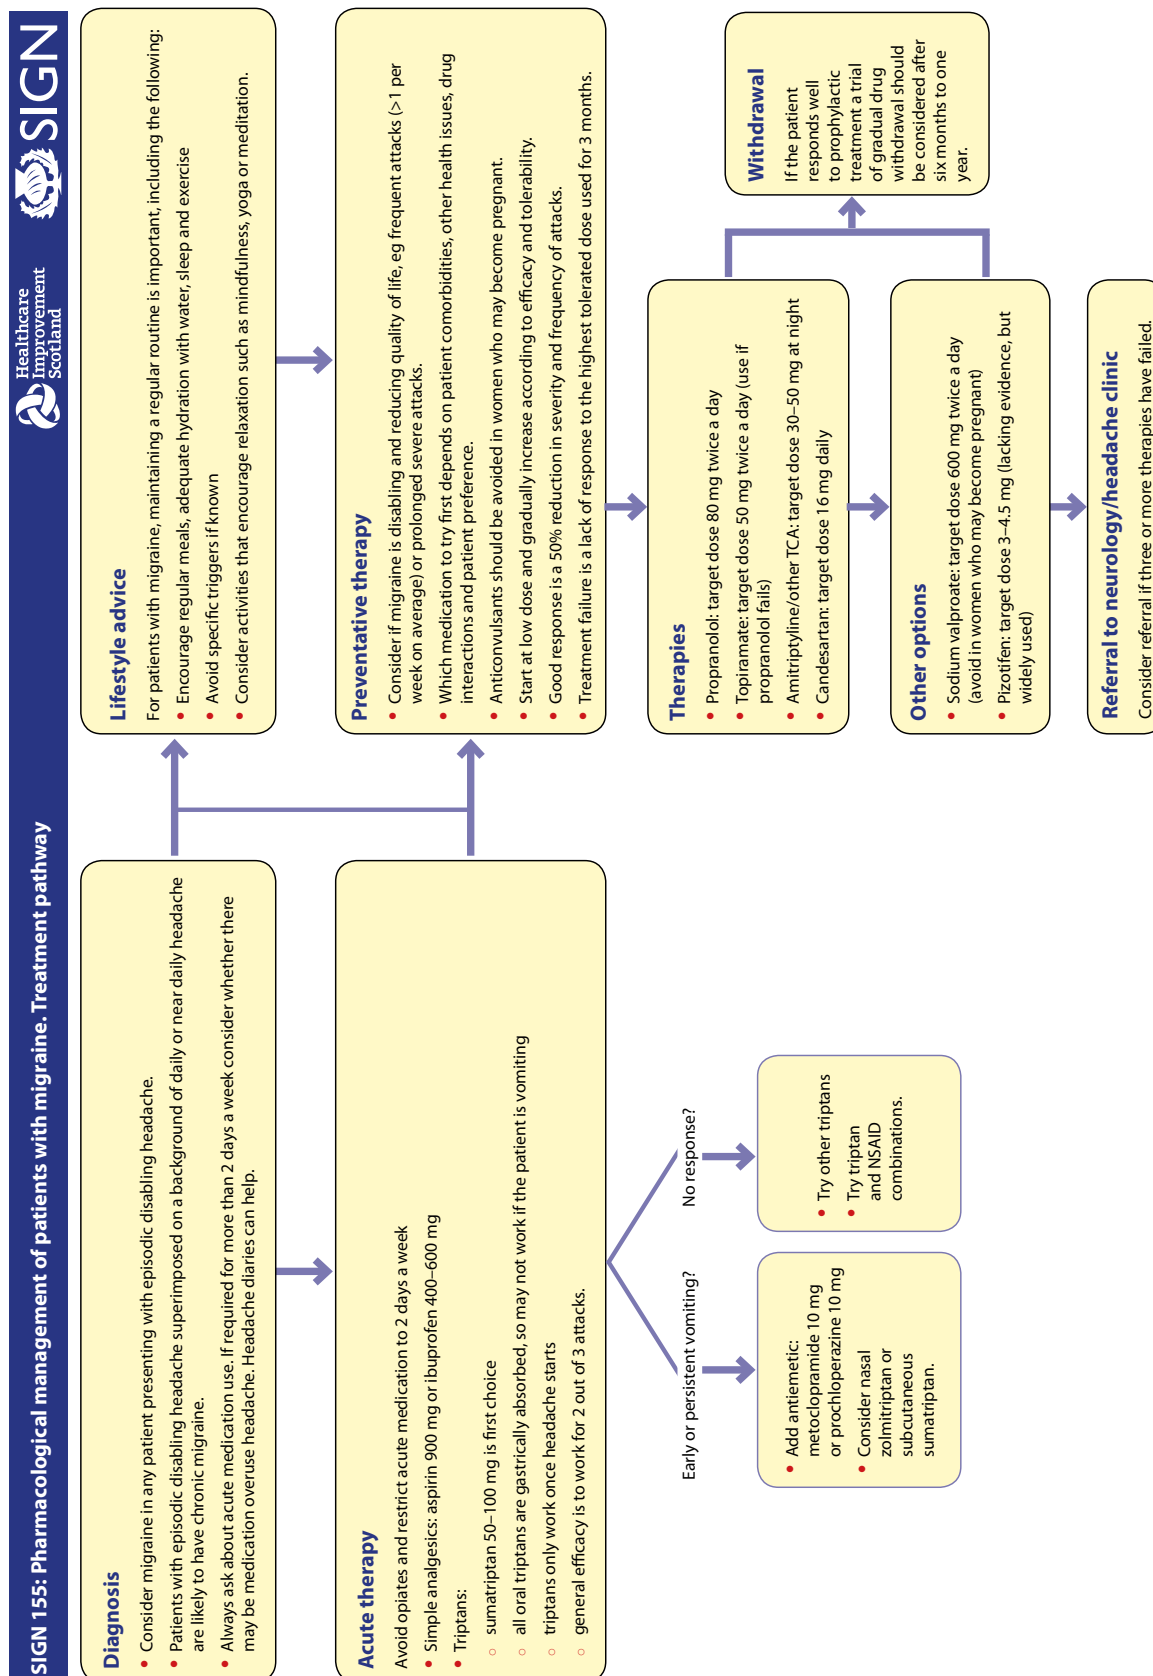 SIGN 155: Pharmacological management of patients with migraine. Treatment pathway
Healthcare
Improvement
Scotland
SIGN
Diagnosis
• Consider migraine in any patient presenting with episodic disabling headache.
• Patients with episodic disabling headache superimposed on a background of daily or near daily headache
are likely to have chronic migraine.
• Always ask about acute medication use. If required for more than 2 days a week consider whether there
may be medication overuse headache. Headache diaries can help.
Acute therapy
Avoid opiates and restrict acute medication to 2 days a week
• Simple analgesics: aspirin 900 mg or ibuprofen 400–600 mg
• Triptans:
○ sumatriptan 50–100 mg is first choice
○ all oral triptans are gastrically absorbed, so may not work if the patient is vomiting
○ triptans only work once headache starts
○ general efficacy is to work for 2 out of 3 attacks.
Early or persistent vomiting?
• Add antiemetic:
metoclopramide 10 mg
or prochloperazine 10 mg
• Consider nasal
zolmitriptan or
subcutaneous
sumatriptan.
No response?
• Try other triptans
• Try triptan
and NSAID
combinations.
Lifestyle advice
For patients with migraine, maintaining a regular routine is important, including the following:
• Encourage regular meals, adequate hydration with water, sleep and exercise
• Avoid specific triggers if known
• Consider activities that encourage relaxation such as mindfulness, yoga or meditation.
Preventative therapy
• Consider if migraine is disabling and reducing quality of life, eg frequent attacks (>1 per
week on average) or prolonged severe attacks.
• Which medication to try first depends on patient comorbidities, other health issues, drug
interactions and patient preference.
• Anticonvulsants should be avoided in women who may become pregnant.
• Start at low dose and gradually increase according to efficacy and tolerability.
• Good response is a 50% reduction in severity and frequency of attacks.
• Treatment failure is a lack of response to the highest tolerated dose used for 3 months.
Therapies
• Propranolol: target dose 80 mg twice a day
• Topiramate: target dose 50 mg twice a day (use if
propranolol fails)
• Amitriptyline/other TCA: target dose 30–50 mg at night
• Candesartan: target dose 16 mg daily
Other options
• Sodium valproate: target dose 600 mg twice a day
(avoid in women who may become pregnant)
• Pizotifen: target dose 3–4.5 mg (lacking evidence, but
widely used)
Referral to neurology/headache clinic
Consider referral if three or more therapies have failed.
Withdrawal
If the patient
responds well
to prophylactic
treatment a trial
of gradual drug
withdrawal should
be considered after
six months to one
year.